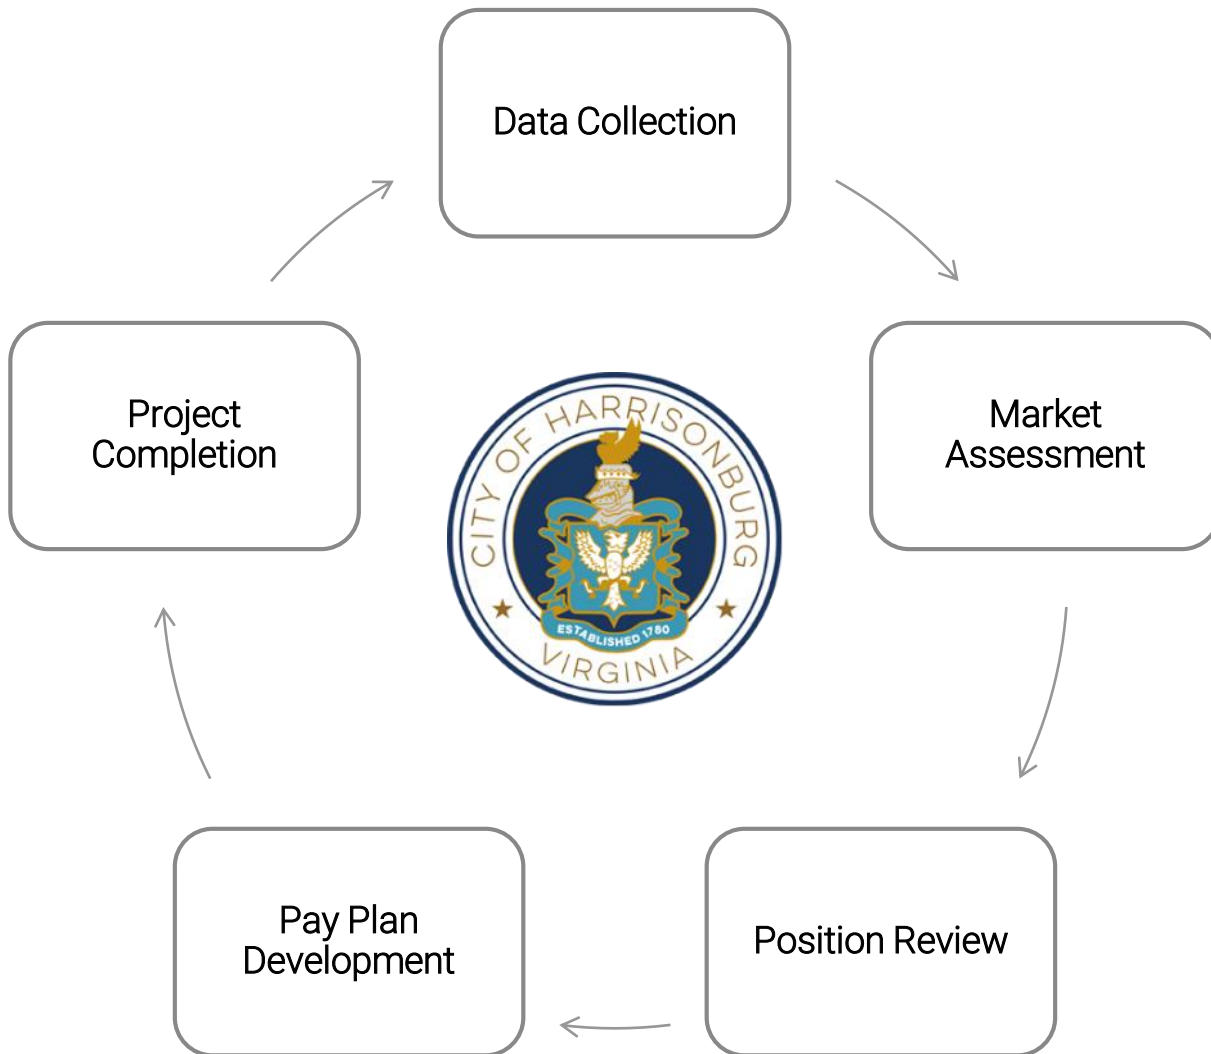 Data Collection
Market
Assessment
Position Review
Pay Plan
Development
Project
Completion
CITY OF HARRISONBURG
ESTABLISHED 1780
VIRGINIA